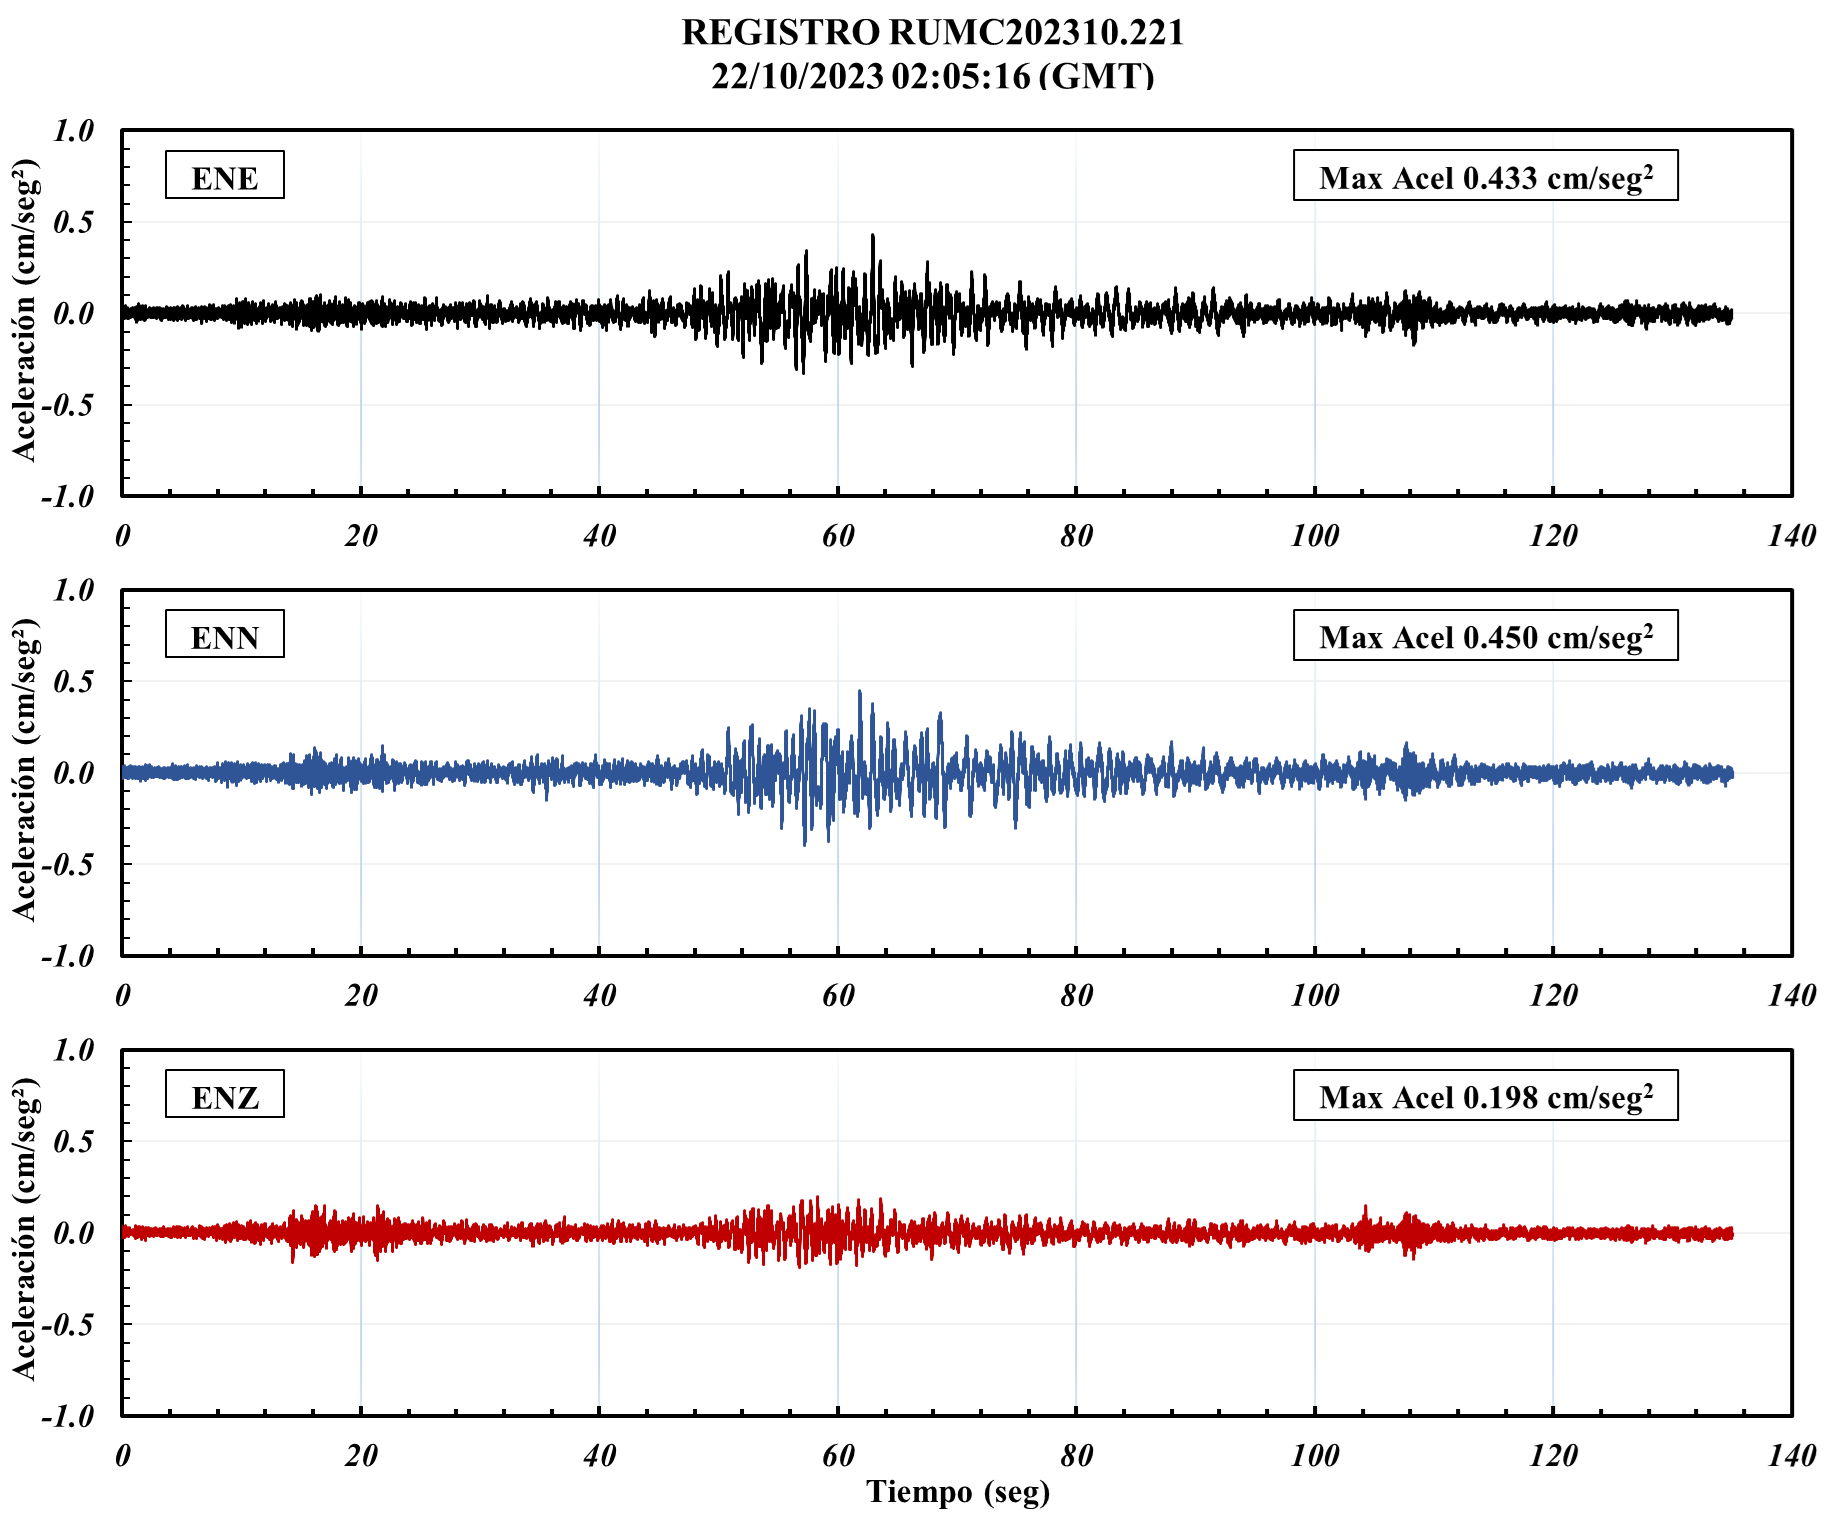 REGISTRO RUMC202310.221
22/10/2023 02:05:16 (GMT)
Aceleración (cm/seg²)
1.0
0.5
0.0
-0.5
-1.0
ENE
Max Acel 0.433 cm/seg²
0 20 40 60 80 100 120 140
Aceleración (cm/seg²)
1.0
0.5
0.0
-0.5
-1.0
ENN
Max Acel 0.450 cm/seg²
0 20 40 60 80 100 120 140
Aceleración (cm/seg²)
1.0
0.5
0.0
-0.5
-1.0
ENZ
Max Acel 0.198 cm/seg²
0 20 40 60 80 100 120 140
Tiempo (seg)